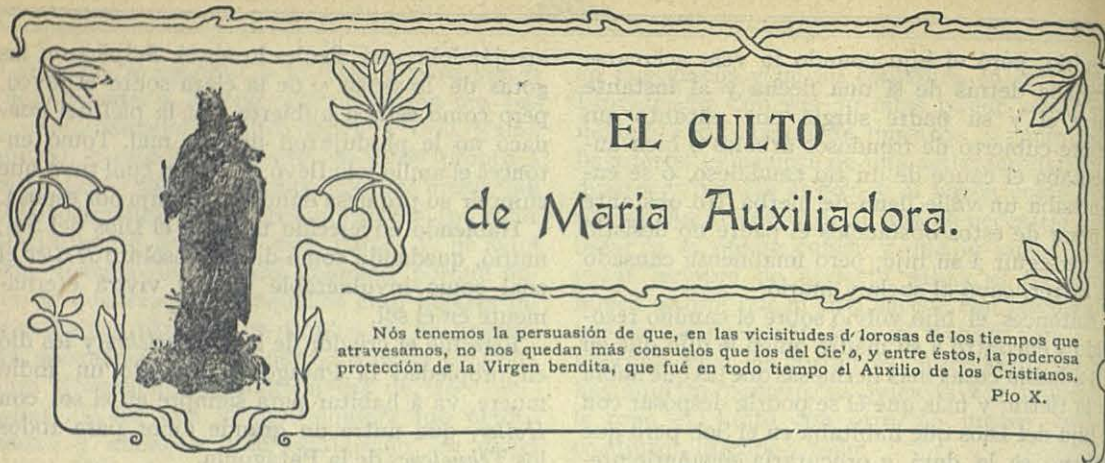 EL CULTO
de Maria Auxiliadora.
Nós tenemos la persuasión de que, en las vicisitudes d lorosas de los tiempos que
atravesamos, no nos quedan más consuelos que los del Cie'o, y entre éstos, la poderosa
protección de la Virgen bendita, que fué en todo tiempo el Auxilio de los Cristianos.
Pío X.